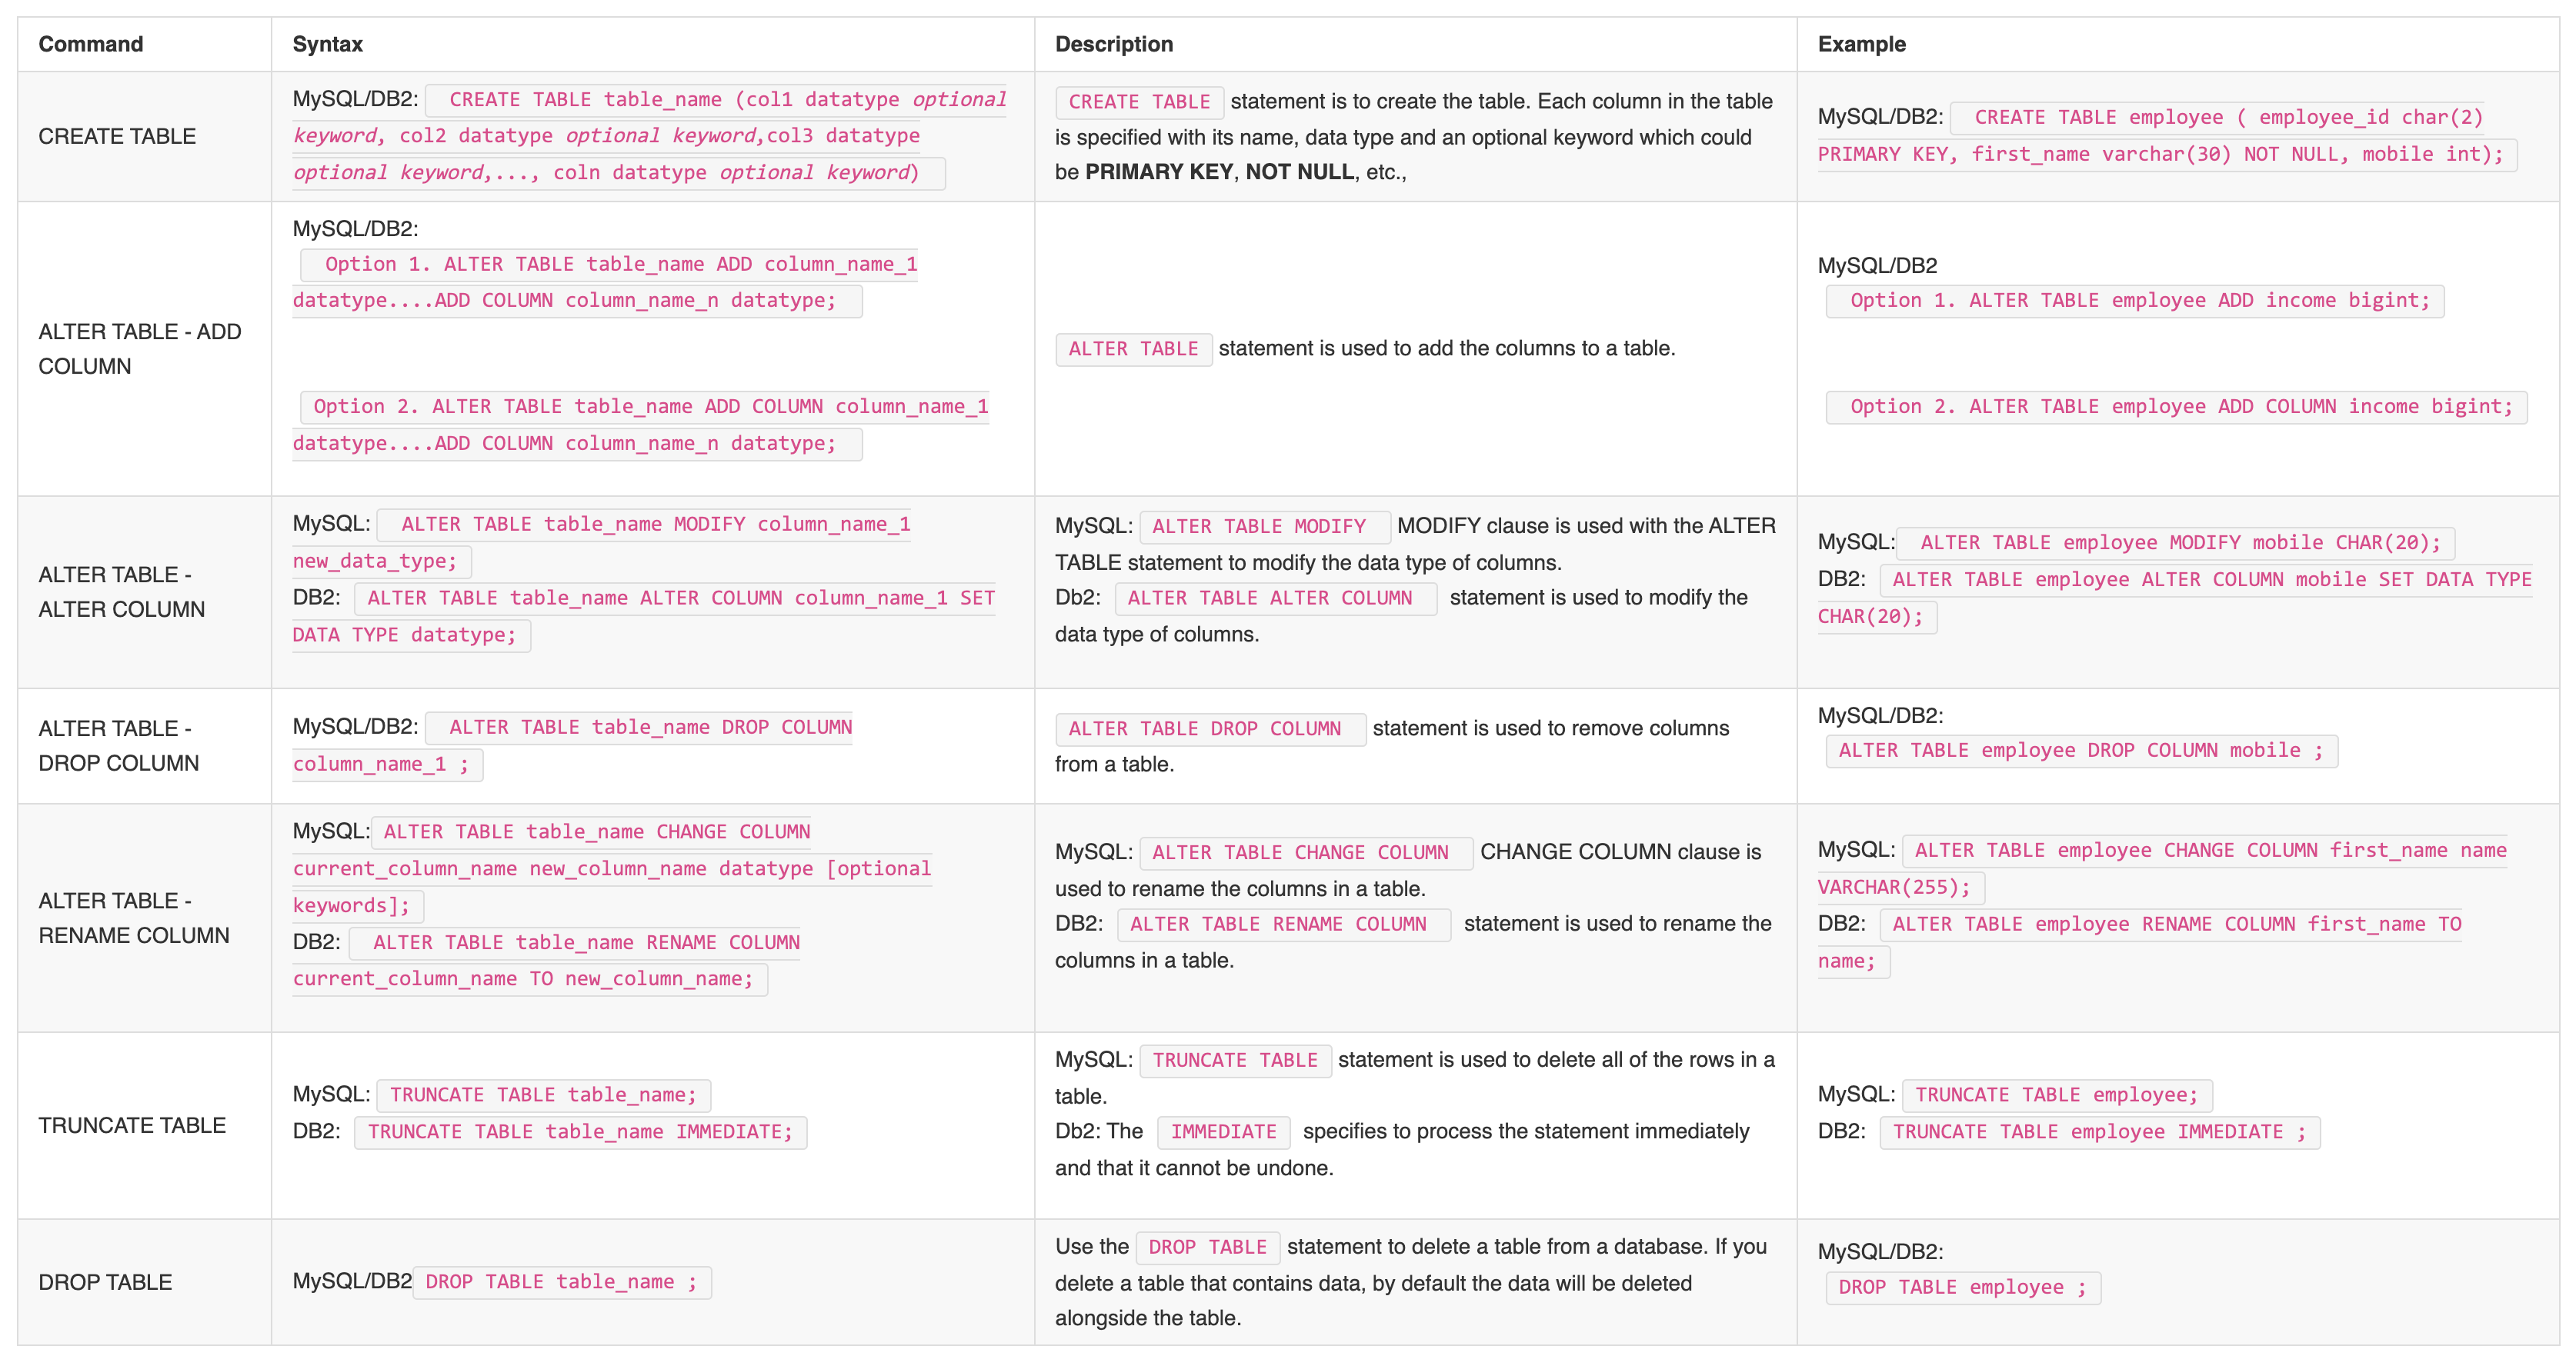 Command Syntax Description Example
CREATE TABLE
MySQL/DB2: CREATE TABLE table_name (col1 datatype optional
keyword, col2 datatype optional keyword,col3 datatype
optional keyword,..., coln datatype optional keyword)
CREATE TABLE statement is to create the table. Each column in the table
is specified with its name, data type and an optional keyword which could
be PRIMARY KEY, NOT NULL, etc.,
MySQL/DB2: CREATE TABLE employee ( employee_id char(2)
PRIMARY KEY, first_name varchar(30) NOT NULL, mobile int);
ALTER TABLE - ADD
COLUMN
MySQL/DB2:
Option 1. ALTER TABLE table_name ADD column_name_1
datatype....ADD COLUMN column_name_n datatype;
Option 2. ALTER TABLE table_name ADD COLUMN column_name_1
datatype....ADD COLUMN column_name_n datatype;
ALTER TABLE statement is used to add the columns to a table.
MySQL/DB2
Option 1. ALTER TABLE employee ADD income bigint;
Option 2. ALTER TABLE employee ADD COLUMN income bigint;
ALTER TABLE -
ALTER COLUMN
MySQL: ALTER TABLE table_name MODIFY column_name_1
new_data_type;
DB2: ALTER TABLE table_name ALTER COLUMN column_name_1 SET
DATA TYPE datatype;
MySQL: ALTER TABLE MODIFY MODIFY clause is used with the ALTER
TABLE statement to modify the data type of columns.
Db2: ALTER TABLE ALTER COLUMN statement is used to modify the
data type of columns.
MySQL: ALTER TABLE employee MODIFY mobile CHAR(20);
DB2: ALTER TABLE employee ALTER COLUMN mobile SET DATA TYPE
CHAR(20);
ALTER TABLE -
DROP COLUMN
MySQL/DB2: ALTER TABLE table_name DROP COLUMN
column_name_1 ;
ALTER TABLE DROP COLUMN statement is used to remove columns
from a table.
MySQL/DB2:
ALTER TABLE employee DROP COLUMN mobile ;
ALTER TABLE -
RENAME COLUMN
MySQL: ALTER TABLE table_name CHANGE COLUMN
current_column_name new_column_name datatype [optional
keywords];
DB2: ALTER TABLE table_name RENAME COLUMN
current_column_name TO new_column_name;
MySQL: ALTER TABLE CHANGE COLUMN CHANGE COLUMN clause is
used to rename the columns in a table.
DB2: ALTER TABLE RENAME COLUMN statement is used to rename the
columns in a table.
MySQL: ALTER TABLE employee CHANGE COLUMN first_name name
VARCHAR(255);
DB2: ALTER TABLE employee RENAME COLUMN first_name TO
name;
TRUNCATE TABLE
MySQL: TRUNCATE TABLE table_name;
DB2: TRUNCATE TABLE table_name IMMEDIATE;
MySQL: TRUNCATE TABLE statement is used to delete all of the rows in a
table.
Db2: The IMMEDIATE specifies to process the statement immediately
and that it cannot be undone.
MySQL: TRUNCATE TABLE employee;
DB2: TRUNCATE TABLE employee IMMEDIATE ;
DROP TABLE
MySQL/DB2 DROP TABLE table_name ;
Use the DROP TABLE statement to delete a table from a database. If you
delete a table that contains data, by default the data will be deleted
alongside the table.
MySQL/DB2:
DROP TABLE employee ;